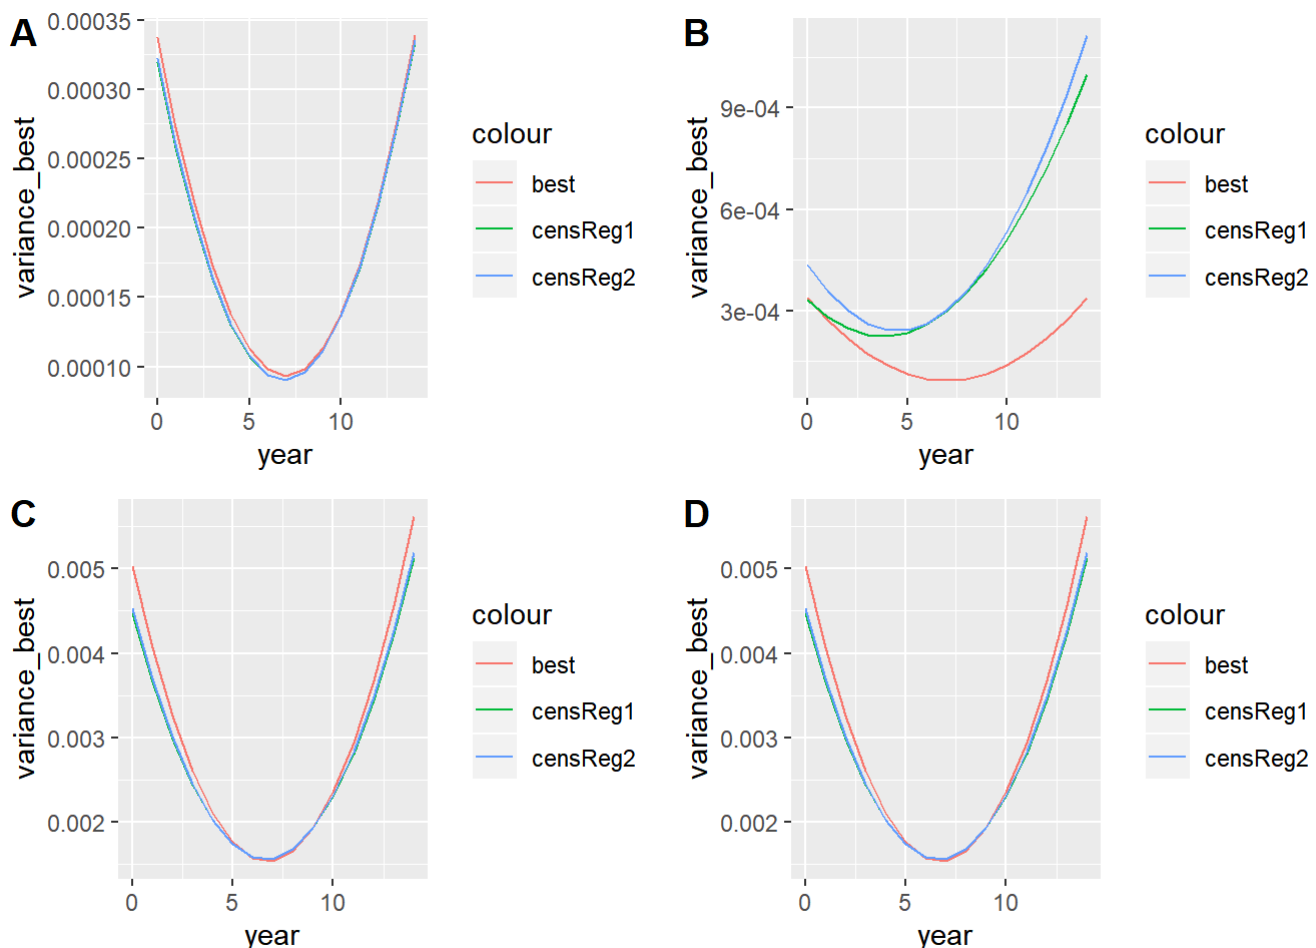 A
variance_best
0.00035
0.00030
0.00025
0.00020
0.00015
0.00010
0 5 10
year
colour
best
censReg1
censReg2
B
variance_best
9e-04
6e-04
3e-04
0 5 10
year
colour
best
censReg1
censReg2
C
variance_best
0.005
0.004
0.003
0.002
0 5 10
year
colour
best
censReg1
censReg2
D
variance_best
0.005
0.004
0.003
0.002
0 5 10
year
colour
best
censReg1
censReg2